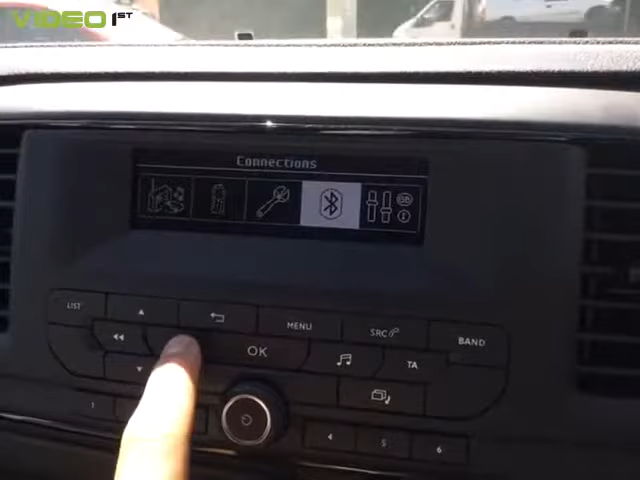 VIDEO 1ST
Connections
LIST
MENU
SRC
BAND
OK
TA
1
4 5 6